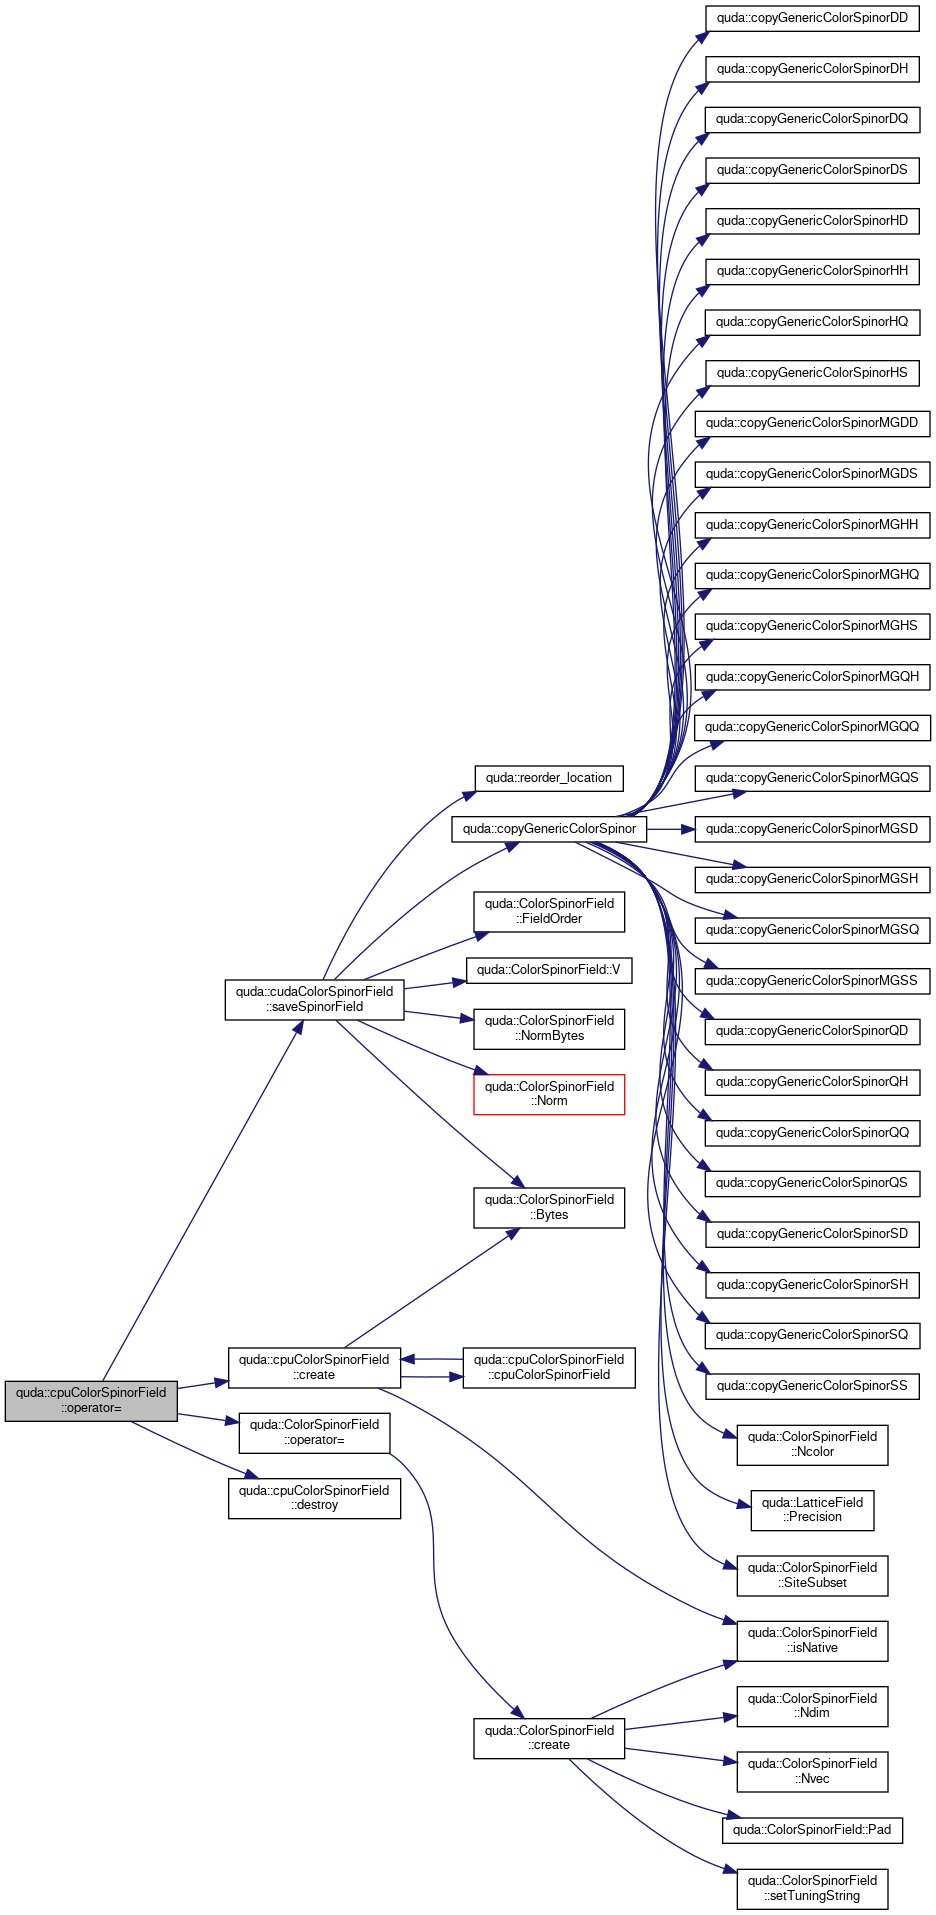 quda::copyGenericColorSpinorDD
quda::copyGenericColorSpinorDH
quda::copyGenericColorSpinorDQ
quda::copyGenericColorSpinorDS
quda::copyGenericColorSpinorHD
quda::copyGenericColorSpinorHH
quda::copyGenericColorSpinorHQ
quda::copyGenericColorSpinorHS
quda::copyGenericColorSpinorMGDD
quda::copyGenericColorSpinorMGDS
quda::copyGenericColorSpinorMGHH
quda::copyGenericColorSpinorMGHQ
quda::copyGenericColorSpinorMGHS
quda::copyGenericColorSpinorMGQH
quda::copyGenericColorSpinorMGQQ
quda::reorder_location
quda::copyGenericColorSpinorMGQS
quda::copyGenericColorSpinor
quda::copyGenericColorSpinorMGSD
quda::copyGenericColorSpinorMGSH
quda::ColorSpinorField
::FieldOrder
quda::copyGenericColorSpinorMGSQ
quda::ColorSpinorField::V
quda::copyGenericColorSpinorMGSS
quda::cudaColorSpinorField
::saveSpinorField
quda::ColorSpinorField
::NormBytes
quda::copyGenericColorSpinorQD
quda::ColorSpinorField
::Norm
quda::copyGenericColorSpinorQH
quda::copyGenericColorSpinorQQ
quda::copyGenericColorSpinorQS
quda::ColorSpinorField
::Bytes
quda::copyGenericColorSpinorSD
quda::copyGenericColorSpinorSH
quda::copyGenericColorSpinorSQ
quda::cpuColorSpinorField
::create
quda::cpuColorSpinorField
::cpuColorSpinorField
quda::copyGenericColorSpinorSS
quda::cpuColorSpinorField
::operator=
quda::ColorSpinorField
::operator=
quda::ColorSpinorField
::Ncolor
quda::cpuColorSpinorField
::destroy
quda::LatticeField
::Precision
quda::ColorSpinorField
::SiteSubset
quda::ColorSpinorField
::isNative
quda::ColorSpinorField
::Ndim
quda::ColorSpinorField
::create
quda::ColorSpinorField
::Nvec
quda::ColorSpinorField::Pad
quda::ColorSpinorField
::setTuningString